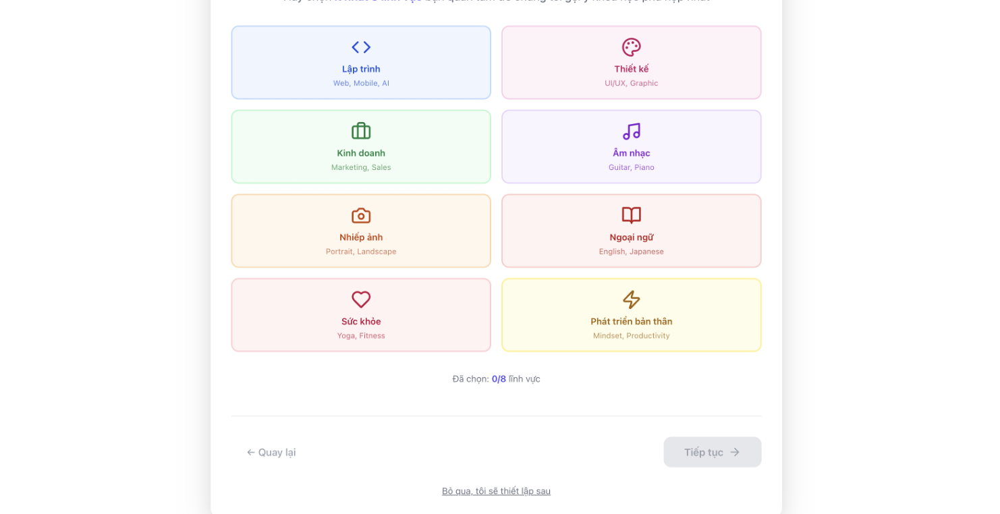 Lập trình
Web, Mobile, AI
Thiết kế
UI/UX, Graphic
Kinh doanh
Marketing, Sales
Âm nhạc
Guitar, Piano
Nhiếp ảnh
Portrait, Landscape
Ngoại ngữ
English, Japanese
Sức khỏe
Yoga, Fitness
Phát triển bản thân
Mindset, Productivity
Đã chọn: 0/8 lĩnh vực
← Quay lại
Tiếp tục →
Bỏ qua, tôi sẽ thiết lập sau